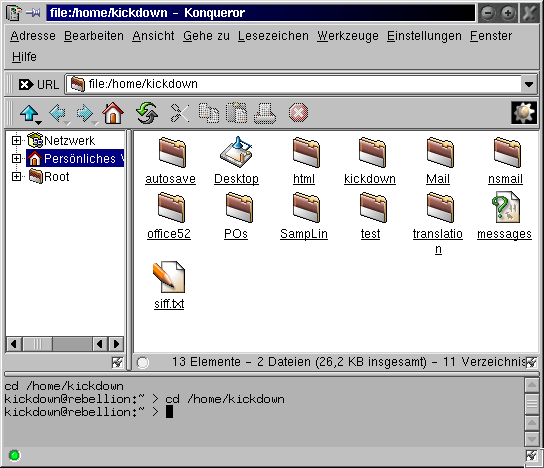 file:/home/kickdown - Konqueror
Adresse Bearbeiten Ansicht Gehe zu Lesezeichen Werkzeuge Einstellungen Fenster
Hilfe
URL file:/home/kickdown
Netzwerk
Persönliches V
Root
autosave Desktop html kickdown Mail nsmail
office52 POs SampLin test translatio
n messages
siff.txt
13 Elemente - 2 Dateien (26,2 KB insgesamt) - 11 Verzeichnis
cd /home/kickdown
kickdown@rebellion:~ > cd /home/kickdown
kickdown@rebellion:~ >